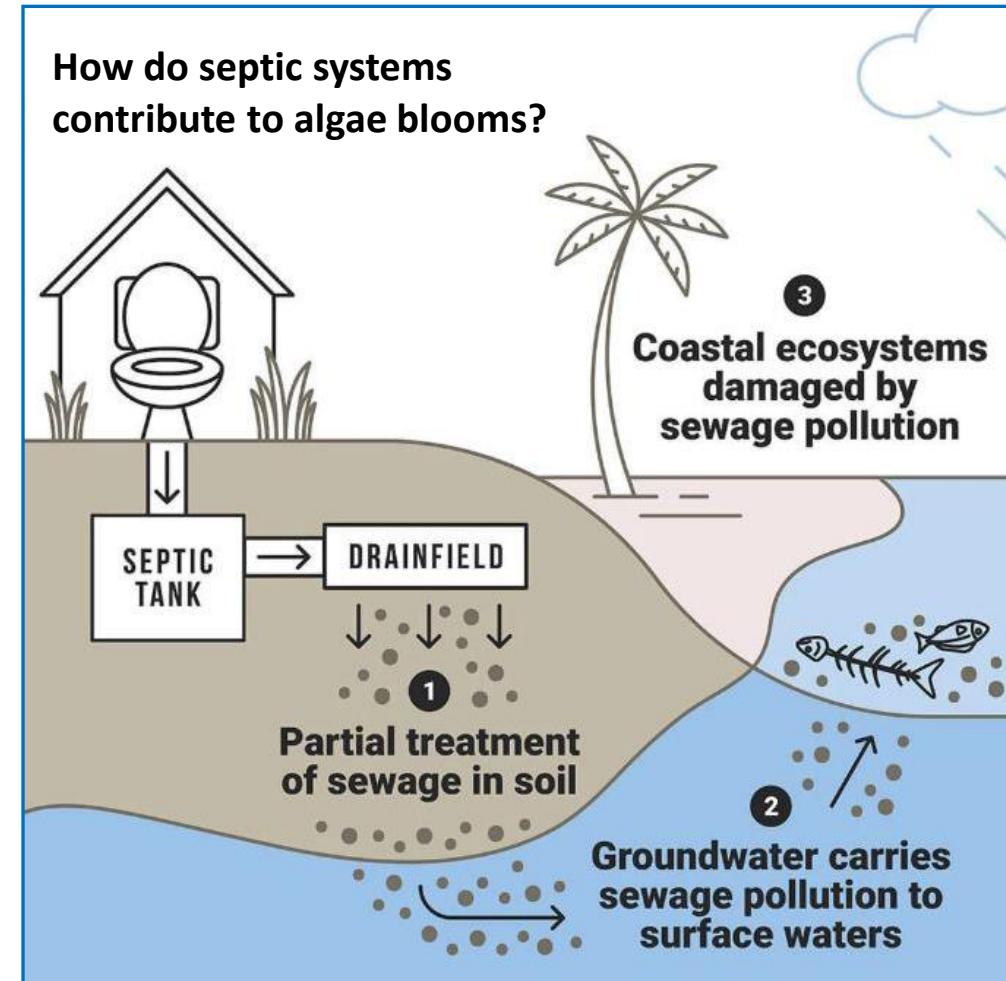 How do septic systems
contribute to algae blooms?
3
Coastal ecosystems
damaged by
sewage pollution
SEPTIC
TANK
DRAINFIELD
1
Partial treatment
of sewage in soil
2
Groundwater carries
sewage pollution to
surface waters